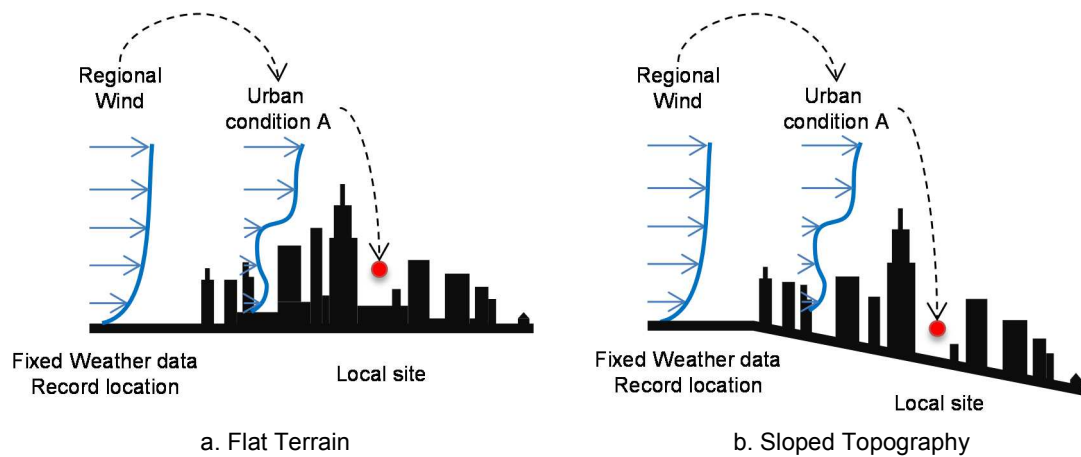 Regional
Wind
Urban
condition A
Fixed Weather data
Record location
Local site
a. Flat Terrain
Regional
Wind
Urban
condition A
Fixed Weather data
Record location
Local site
b. Sloped Topography